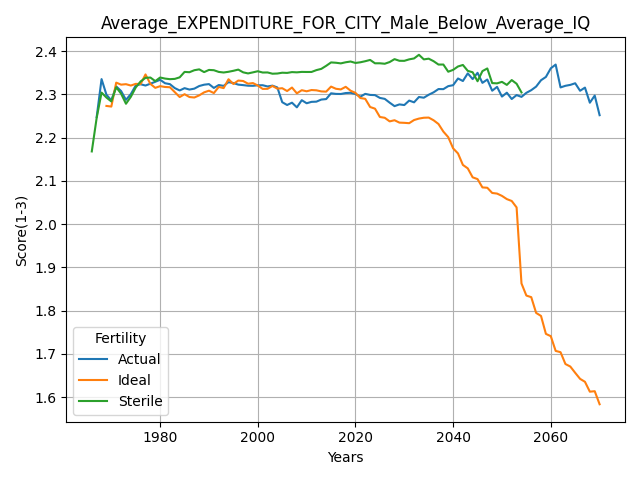 Average_EXPENDITURE_FOR_CITY_Male_Below_Average_IQ
Score(1-3)
2.4
2.3
2.2
2.1
2.0
1.9
1.8
1.7
1.6
Fertility
Actual
Ideal
Sterile
1980 2000 2020 2040 2060
Years